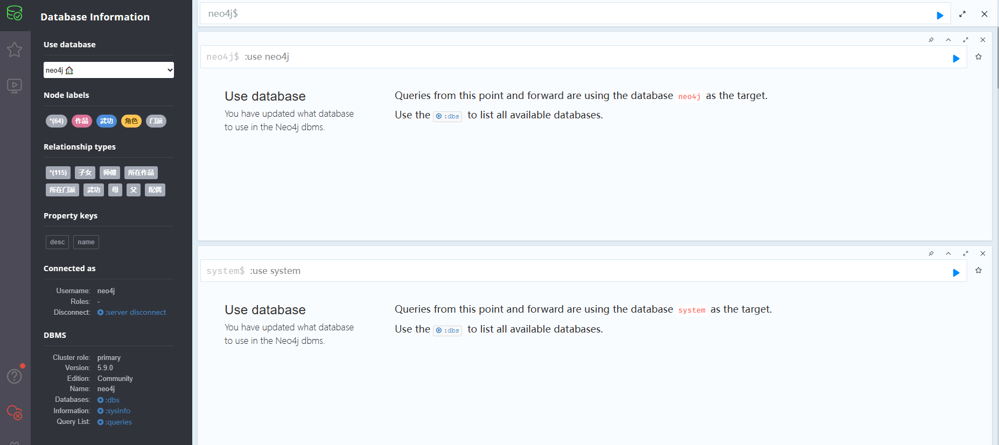 Database Information
Use database
neo4j
Node labels
*(64) 作品 武功 角色 门派
Relationship types
*(115) 子女 师傅 所在作品
所在门派 武功 母 父 配偶
Property keys
desc name
Connected as
Username: neo4j
Roles: -
Disconnect: :server disconnect
DBMS
Cluster role: primary
Version: 5.9.0
Edition: Community
Name: neo4j
Databases: :dbs
Information: :sysinfo
Query List: :queries
neo4j$
neo4j$ :use neo4j
Use database
You have updated what database
to use in the Neo4j dbms.
Queries from this point and forward are using the database neo4j as the target.
Use the :dbs to list all available databases.
system$ :use system
Use database
You have updated what database
to use in the Neo4j dbms.
Queries from this point and forward are using the database system as the target.
Use the :dbs to list all available databases.